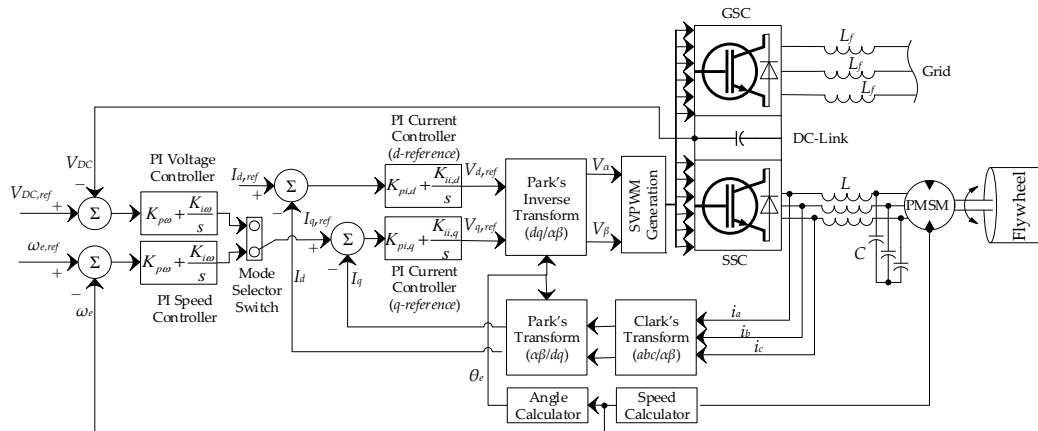 GSC
L_f
L_f
L_f
Grid
DC-Link
V_DC
PI Voltage
Controller
V_DC,ref
+
−
Σ
K_pω + K_iω/s
ω_e,ref
+
−
Σ
K_pω + K_iω/s
ω_e
PI Speed
Controller
Mode
Selector
Switch
I_d,ref
+
−
Σ
I_d
I_q,ref
+
−
Σ
I_q
PI Current
Controller
(d-reference)
K_pi,d + K_ii,d/s
V_d,ref
K_pi,q + K_ii,q/s
V_q,ref
PI Current
Controller
(q-reference)
Park's
Inverse
Transform
(dq/αβ)
V_α
V_β
SVPWM
Generation
SSC
L
C
PMSM
Flywheel
Park's
Transform
(αβ/dq)
Clark's
Transform
(abc/αβ)
i_a
i_b
i_c
θ_e
Angle
Calculator
Speed
Calculator